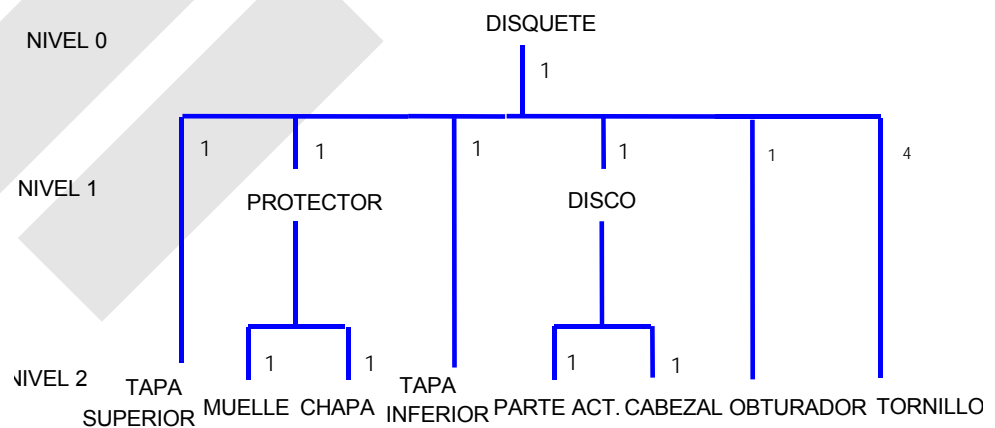 DISQUETE
NIVEL 0
1
1
1
1
1
1
4
NIVEL 1
PROTECTOR
DISCO
1
1
1
1
NIVEL 2
TAPA
SUPERIOR
MUELLE
CHAPA
TAPA
INFERIOR
PARTE ACT.
CABEZAL
OBTURADOR
TORNILLO